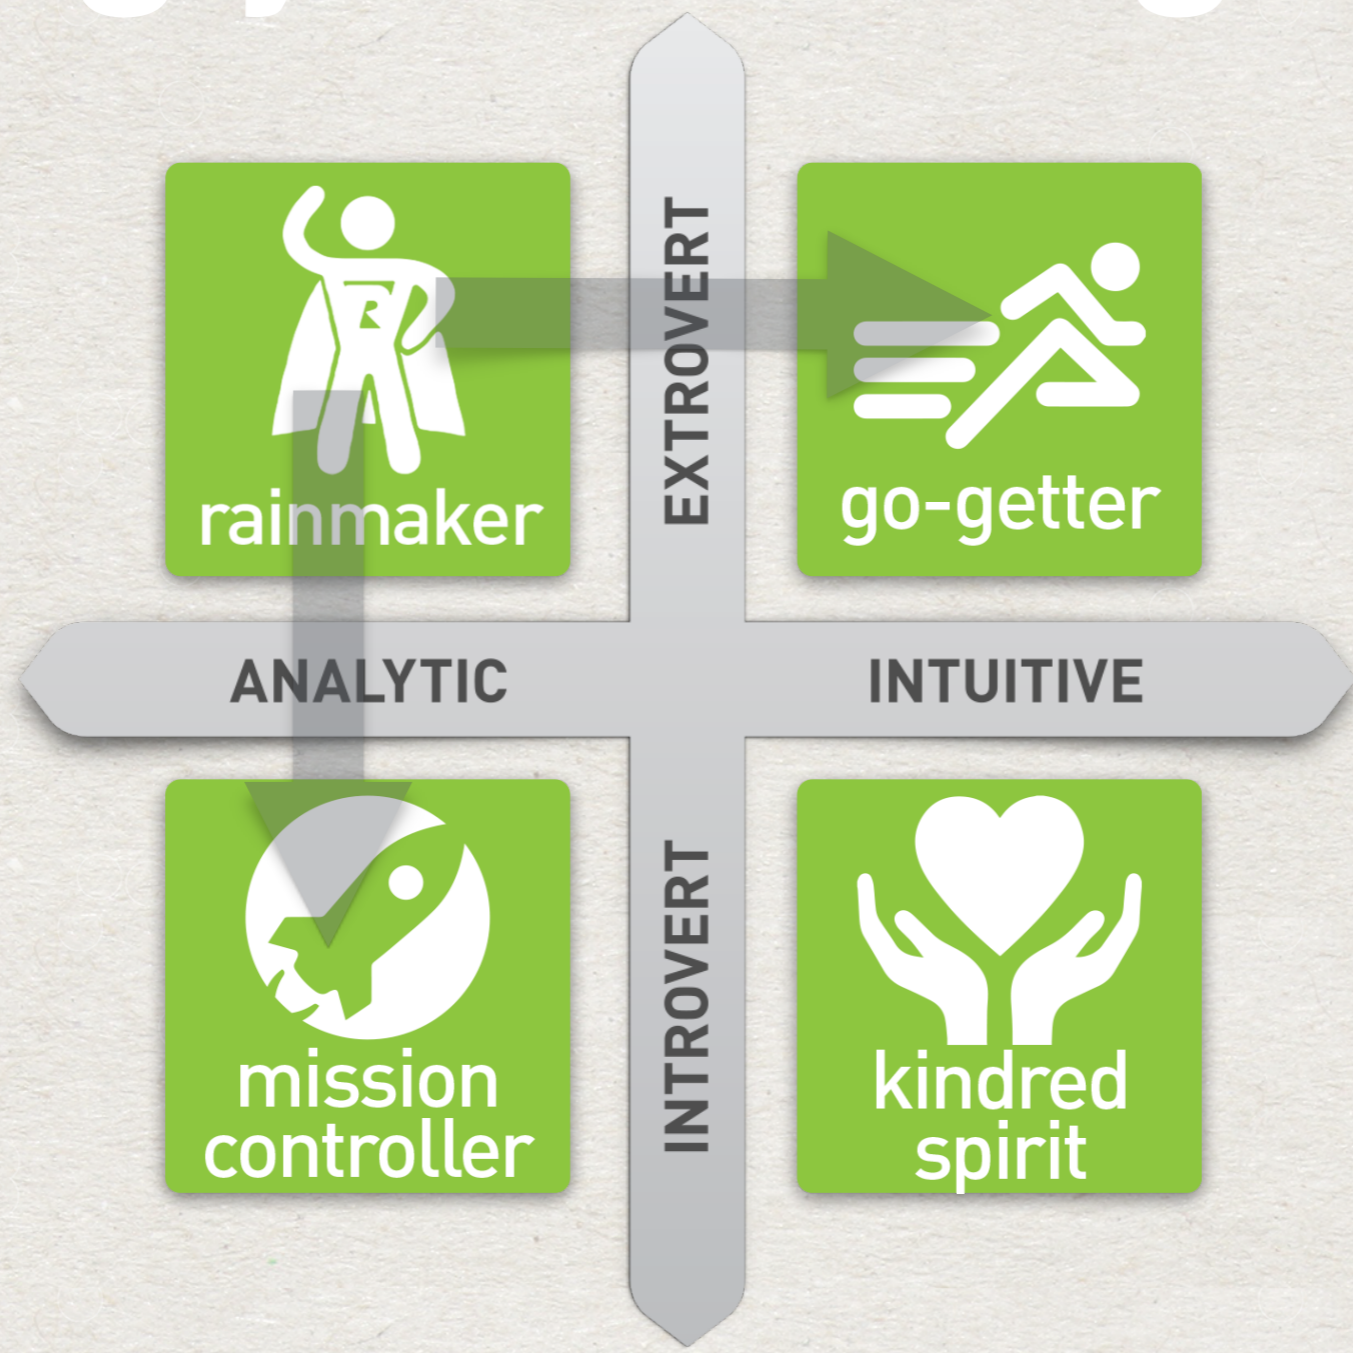 EXTROVERT
R
rainmaker
go-getter
ANALYTIC
INTUITIVE
INTROVERT
mission
controller
kindred
spirit